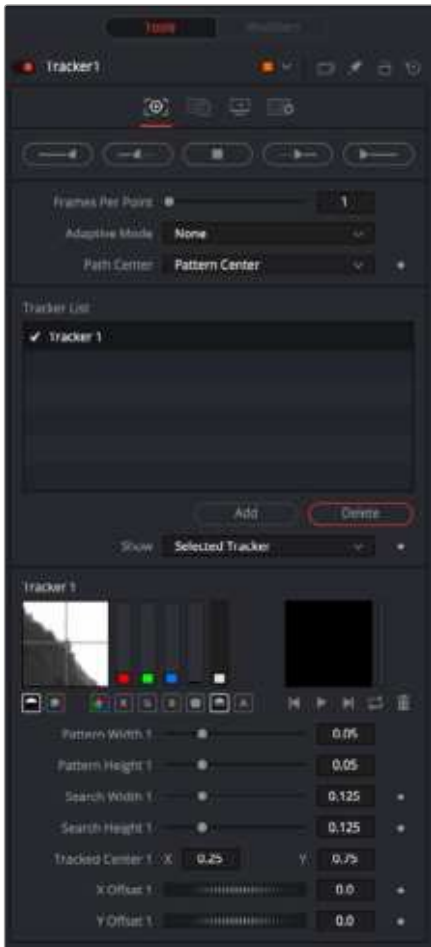 Tools Modifiers
Tracker1
Frames Per Point 1
Adaptive Mode None
Path Center Pattern Center
Tracker List
Tracker 1
Add Delete
Show Selected Tracker
Tracker 1
R G B A
Pattern Width 1 0.05
Pattern Height 1 0.05
Search Width 1 0.125
Search Height 1 0.125
Tracked Center 1 X 0.25 Y 0.75
X Offset 1 0.0
Y Offset 1 0.0